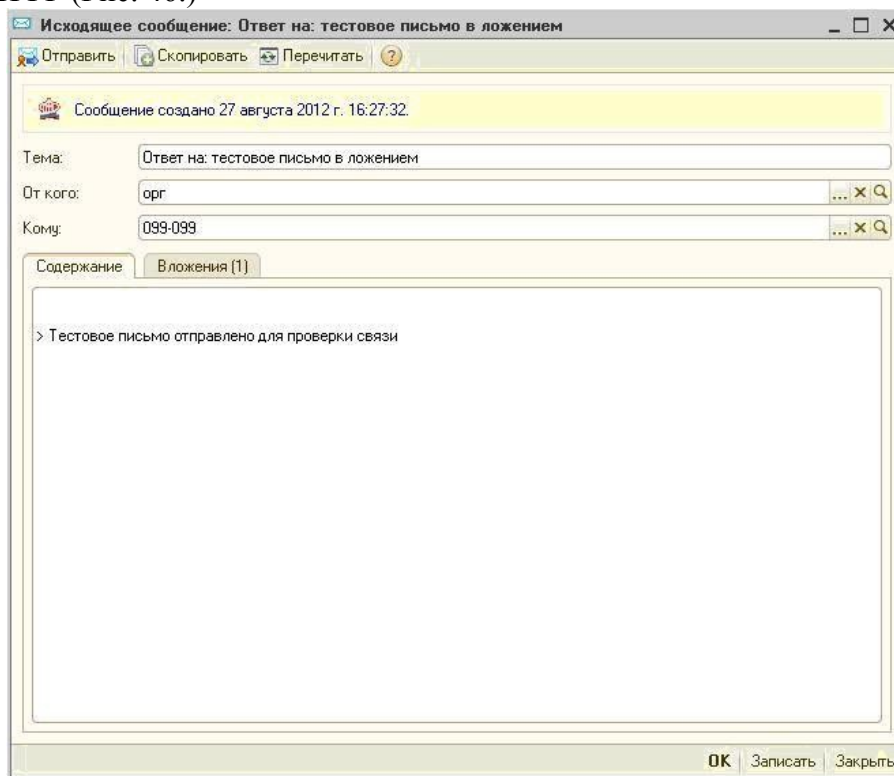 (Рис. 40.)
Исходящее сообщение: Ответ на: тестовое письмо в ложением
Отправить Скопировать Перечитать ?
Сообщение создано 27 августа 2012 г. 16:27:32.
Тема: Ответ на: тестовое письмо в ложением
От кого: орг ...
Кому: 099-099 ...
Содержание Вложения (1)
> Тестовое письмо отправлено для проверки связи
OK Записать Закрыть